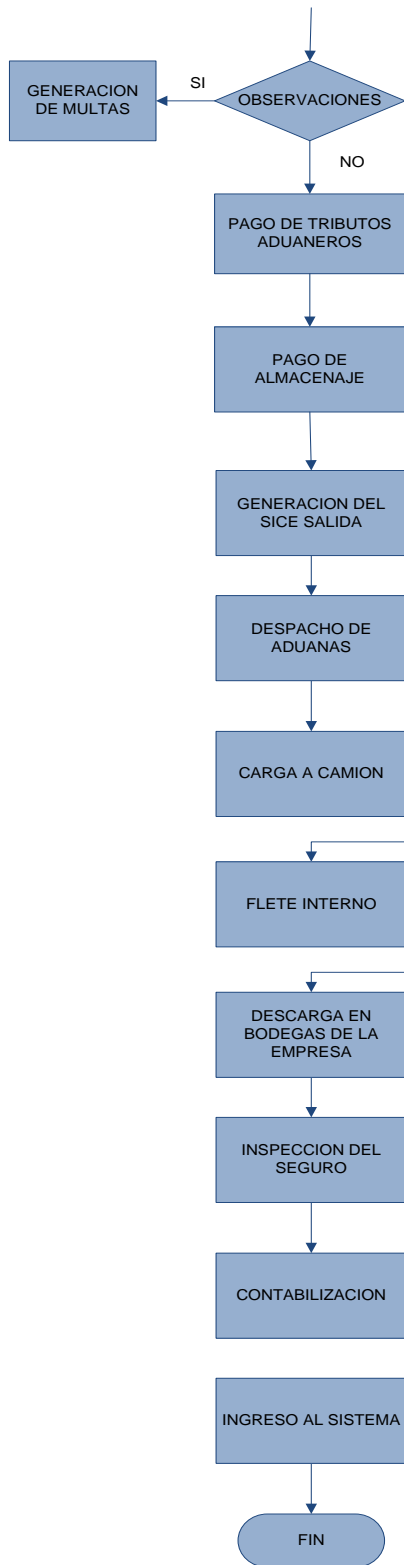 SI
GENERACION
DE MULTAS
OBSERVACIONES
NO
PAGO DE TRIBUTOS
ADUANEROS
PAGO DE
ALMACENAJE
GENERACION DEL
SICE SALIDA
DESPACHO DE
ADUANAS
CARGA A CAMION
FLETE INTERNO
DESCARGA EN
BODEGAS DE LA
EMPRESA
INSPECCION DEL
SEGURO
CONTABILIZACION
INGRESO AL SISTEMA
FIN